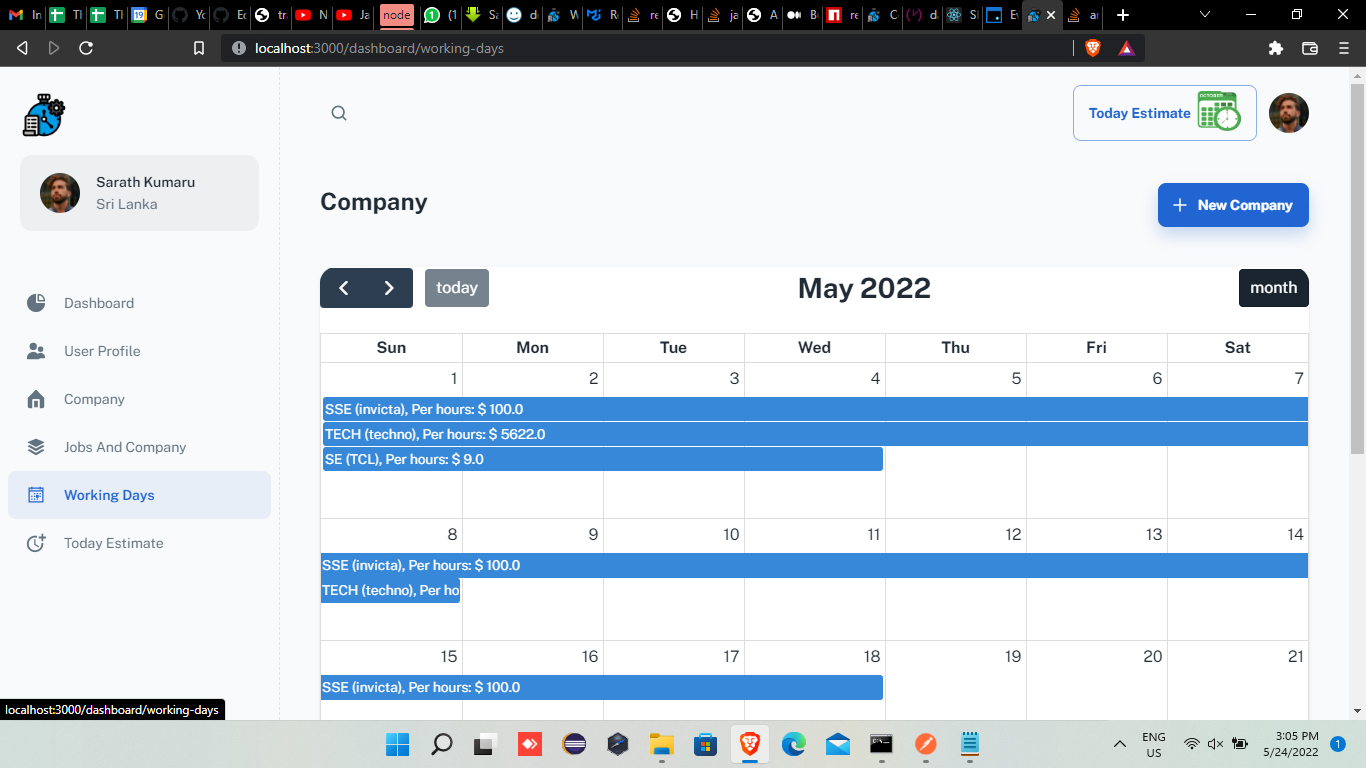 In
Tl
Tl
G
Yc
Ec
tr
N
Ja
node
(1
Sa
d
W
R
re
H
ja
A
B
re
C
d
SI
E
a
localhost:3000/dashboard/working-days
OCTOBER
Today Estimate
Sarath Kumaru
Sri Lanka
Company
+ New Company
Dashboard
User Profile
Company
Jobs And Company
Working Days
Today Estimate
today
May 2022
month
Sun Mon Tue Wed Thu Fri Sat
1 2 3 4 5 6 7
SSE (invicta), Per hours: $ 100.0
TECH (techno), Per hours: $ 5622.0
SE (TCL), Per hours: $ 9.0
8 9 10 11 12 13 14
SSE (invicta), Per hours: $ 100.0
TECH (techno), Per ho
15 16 17 18 19 20 21
SSE (invicta), Per hours: $ 100.0
localhost:3000/dashboard/working-days
ENG
US
3:05 PM
5/24/2022
1